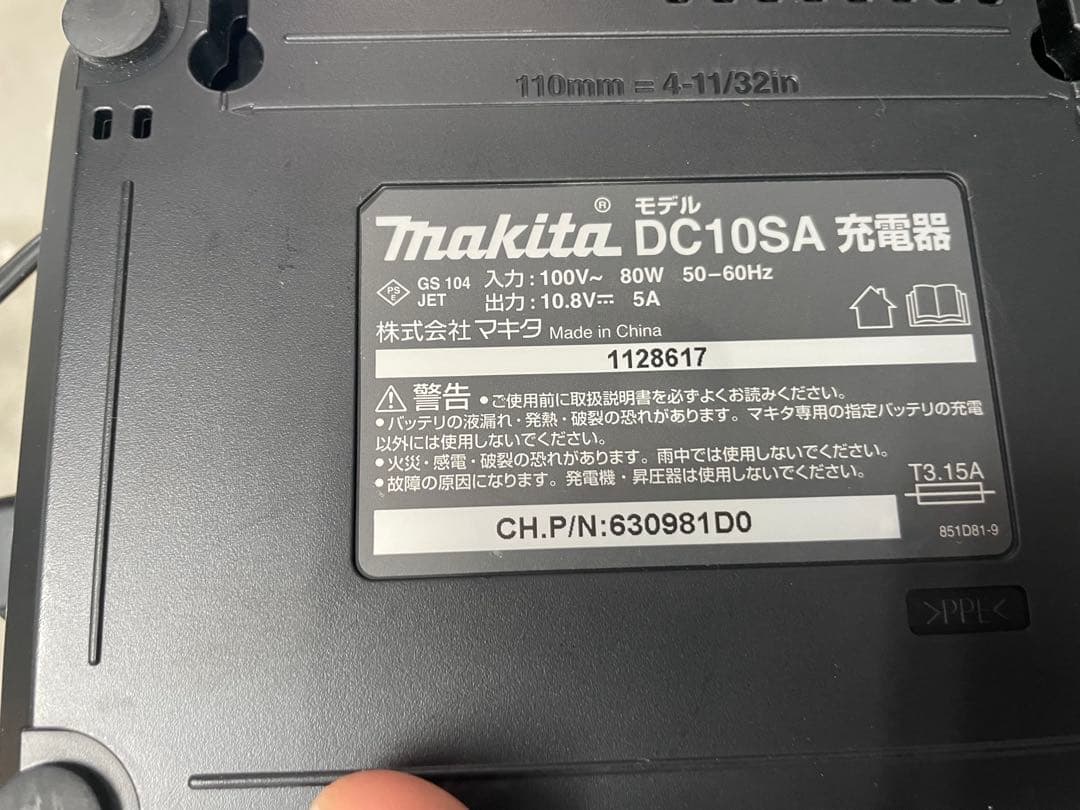 110mm = 4-11/32in
makita® モデル DC10SA 充電器
PSE GS 104 入力:100V~ 80W 50-60Hz
JET 出力:10.8V⎓ 5A
株式会社マキタ Made in China
1128617
⚠警告 •ご使用前に取扱説明書を必ずよくお読みください。
•バッテリの液漏れ・発熱・破裂の恐れがあります。マキタ専用の指定バッテリの充電
以外には使用しないでください。
•火災・感電・破裂の恐れがあります。雨中では使用しないでください。
•故障の原因になります。発電機・昇圧器は使用しないでください。
T3.15A
CH.P/N:630981D0
851D81-9
>PPE<